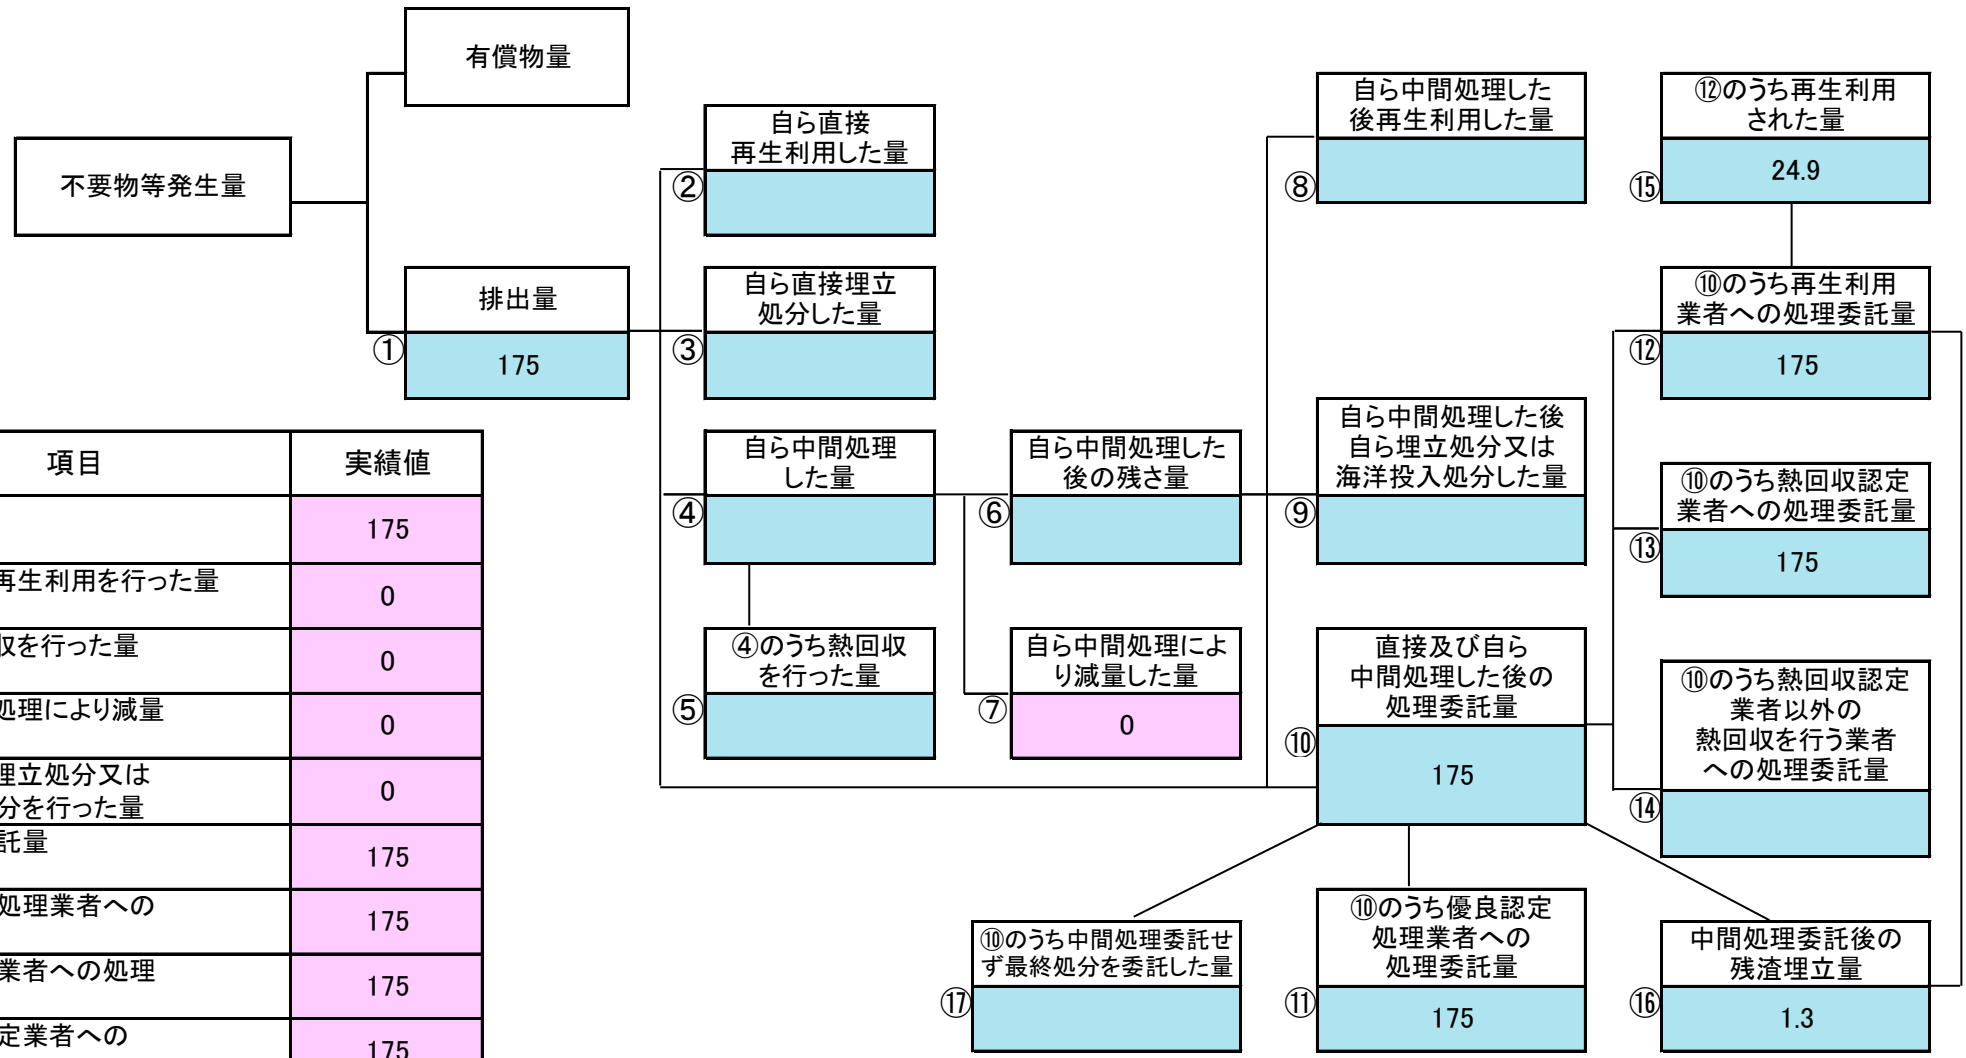 有償物量
不要物等発生量
排出量
①
175
自ら直接
再生利用した量
②
自ら直接埋立
処分した量
③
自ら中間処理
した量
④
④のうち熱回収
を行った量
⑤
自ら中間処理した
後の残さ量
⑥
自ら中間処理によ
り減量した量
⑦
0
自ら中間処理した
後再生利用した量
⑧
自ら中間処理した後
自ら埋立処分又は
海洋投入処分した量
⑨
直接及び自ら
中間処理した後の
処理委託量
⑩
175
⑫のうち再生利用
された量
⑮
24.9
⑩のうち再生利用
業者への処理委託量
⑫
175
⑩のうち熱回収認定
業者への処理委託量
⑬
175
⑩のうち熱回収認定
業者以外の
熱回収を行う業者
への処理委託量
⑭
⑩のうち中間処理委託せ
ず最終処分を委託した量
⑰
⑩のうち優良認定
処理業者への
処理委託量
⑪
175
中間処理委託後の
残渣埋立量
⑯
1.3
項目 実績値
175
再生利用を行った量 0
収を行った量 0
処理により減量 0
埋立処分又は
分を行った量 0
託量 175
処理業者への 175
業者への処理 175
定業者への 175